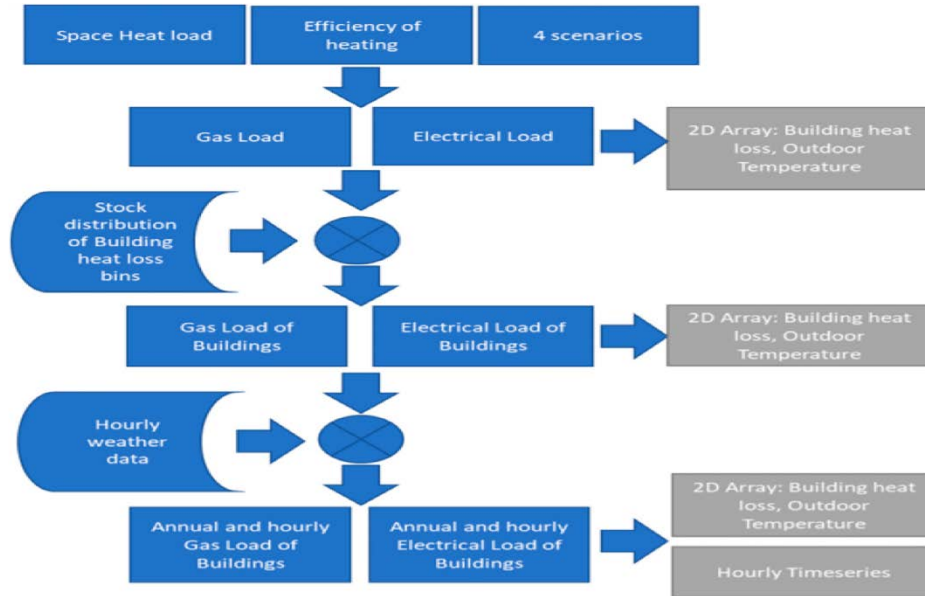 Space Heat load
Efficiency of
heating
4 scenarios
Gas Load
Electrical Load
2D Array: Building heat
loss, Outdoor
Temperature
Stock
distribution
of Building
heat loss
bins
Gas Load of
Buildings
Electrical Load of
Buildings
2D Array: Building heat
loss, Outdoor
Temperature
Hourly
weather
data
Annual and hourly
Gas Load of
Buildings
Annual and hourly
Electrical Load of
Buildings
2D Array: Building heat
loss, Outdoor
Temperature
Hourly Timeseries